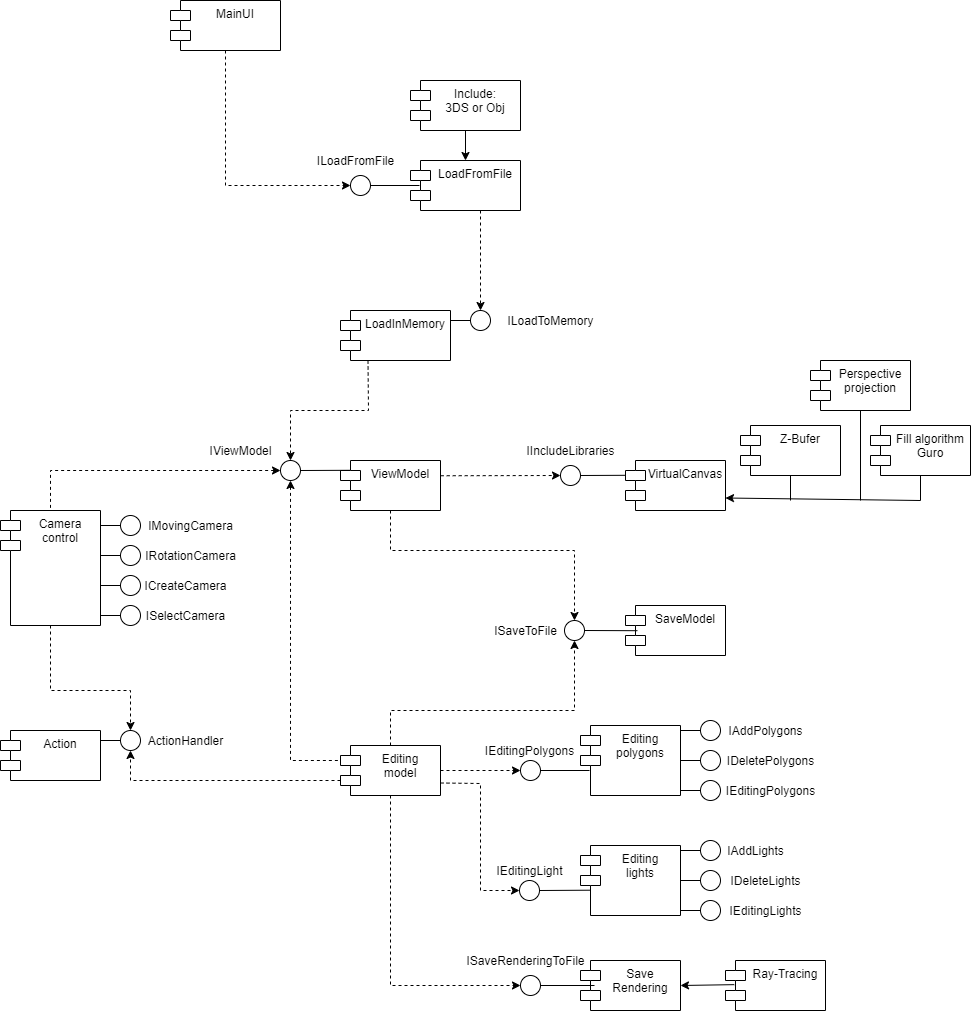 MainUI
Include:
3DS or Obj
ILoadFromFile
LoadFromFile
LoadInMemory
ILoadToMemory
Perspective
projection
Z-Bufer
Fill algorithm
Guro
IViewModel
ViewModel
IIncludeLibraries
VirtualCanvas
Camera
control
IMovingCamera
IRotationCamera
ICreateCamera
ISelectCamera
ISaveToFile
SaveModel
Action
ActionHandler
Editing
model
IEditingPolygons
Editing
polygons
IAddPolygons
IDeletePolygons
IEditingPolygons
IEditingLight
Editing
lights
IAddLights
IDeleteLights
IEditingLights
ISaveRenderingToFile
Save
Rendering
Ray-Tracing